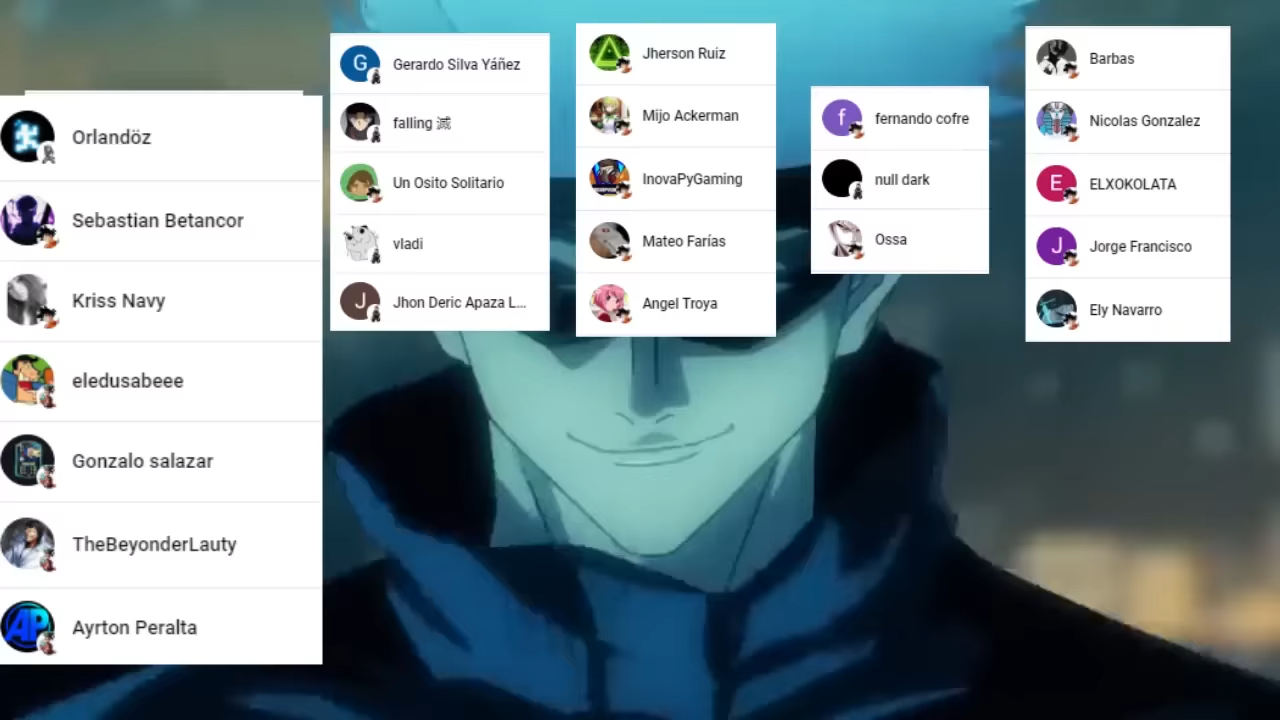 Orlandöz
Sebastian Betancor
Kriss Navy
eledusabeee
Gonzalo salazar
TheBeyonderLauty
AP
Ayrton Peralta
G
Gerardo Silva Yáñez
falling 滅
Un Osito Solitario
vladi
J
Jhon Deric Apaza L...
Jherson Ruiz
Mijo Ackerman
InovaPyGaming
Mateo Farías
Angel Troya
f
fernando cofre
null dark
Ossa
Barbas
Nicolas Gonzalez
E
ELXOKOLATA
J
Jorge Francisco
Ely Navarro